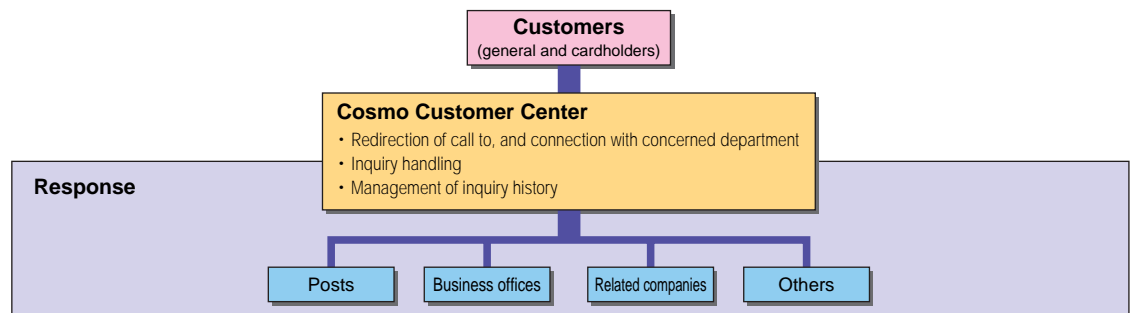 Customers
(general and cardholders)
Cosmo Customer Center
・Redirection of call to, and connection with concerned department
・Inquiry handling
・Management of inquiry history
Response
Posts
Business offices
Related companies
Others